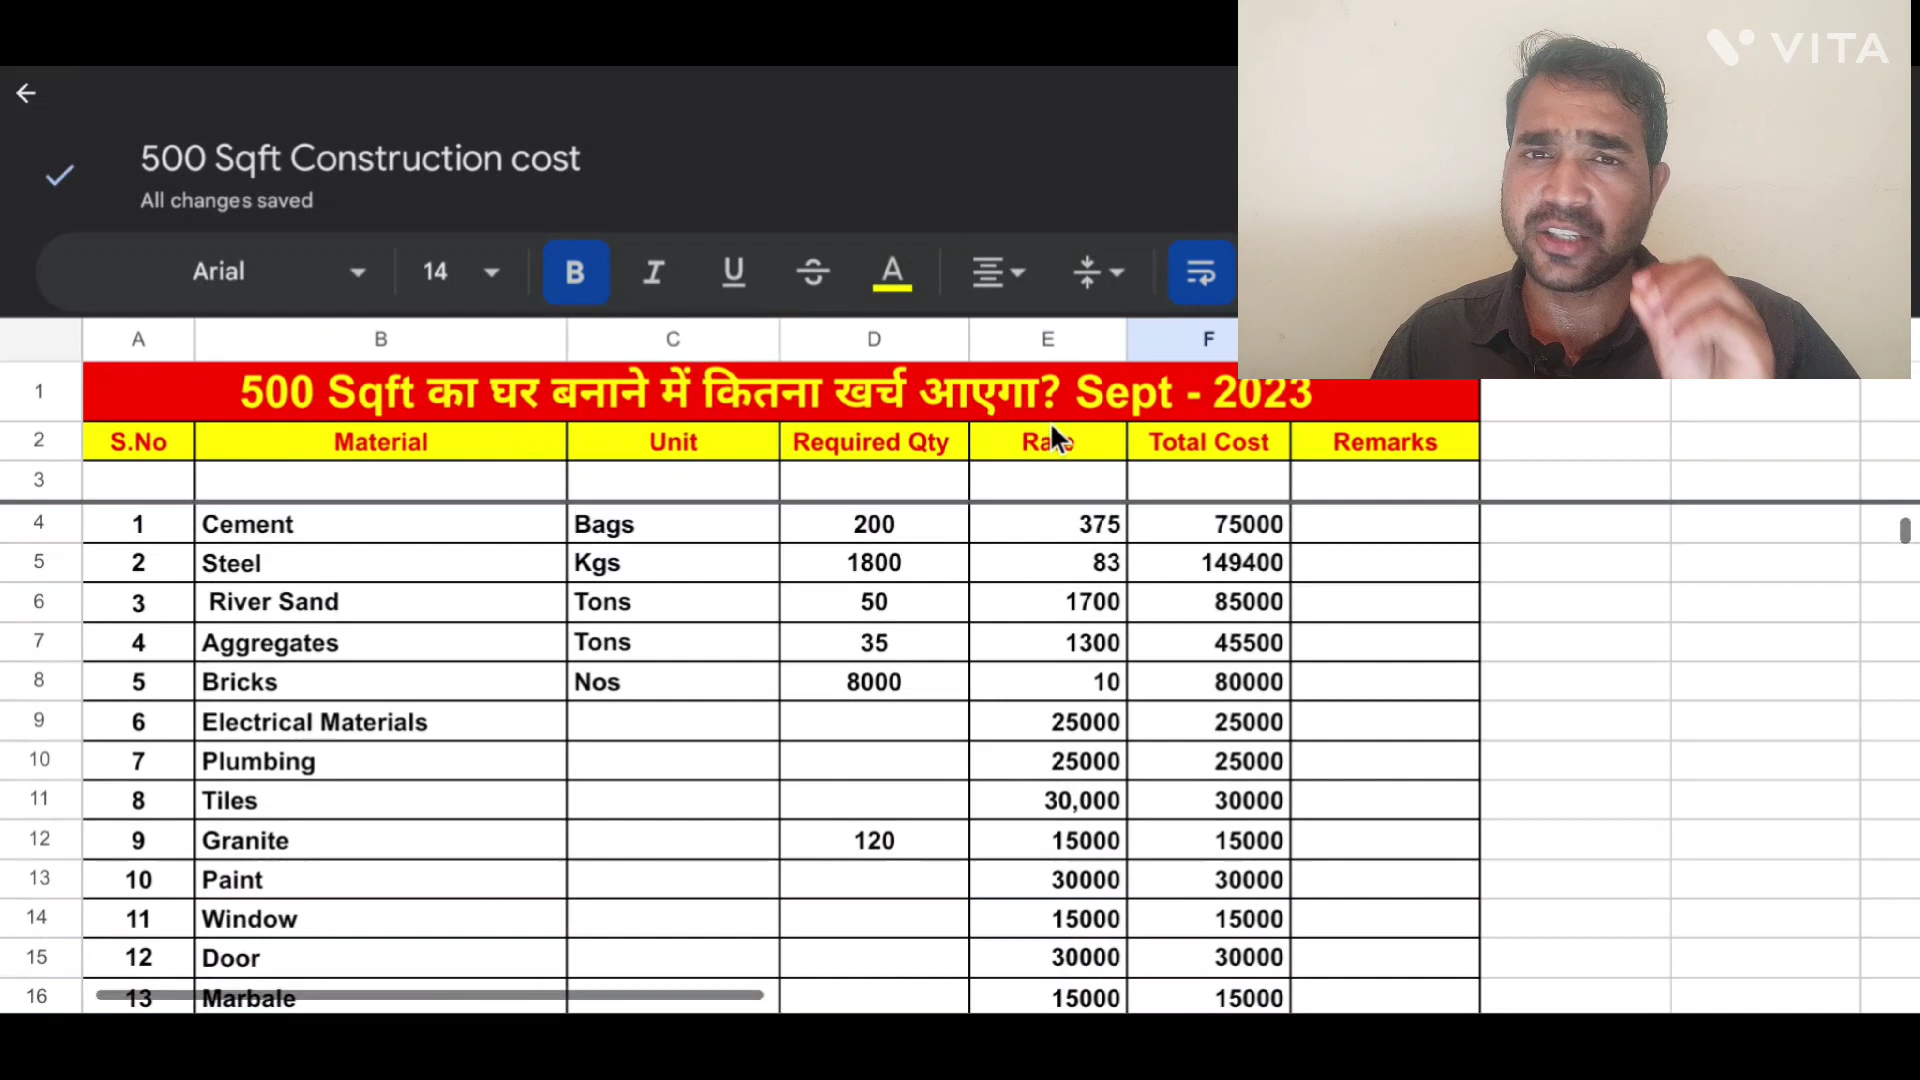 VITA
500 Sqft Construction cost
All changes saved
Arial 14 B I U A
A B C D E F
1 500 Sqft का घर बनाने में कितना खर्च आएगा? Sept - 2023
2 S.No Material Unit Required Qty Total Cost Remarks
3
4 1 Cement Bags 200 375 75000
5 2 Steel Kgs 1800 83 149400
6 3 River Sand Tons 50 1700 85000
7 4 Aggregates Tons 35 1300 45500
8 5 Bricks Nos 8000 10 80000
9 6 Electrical Materials 25000 25000
10 7 Plumbing 25000 25000
11 8 Tiles 30,000 30000
12 9 Granite 120 15000 15000
13 10 Paint 30000 30000
14 11 Window 15000 15000
15 12 Door 30000 30000
16 13 Marbale 15000 15000